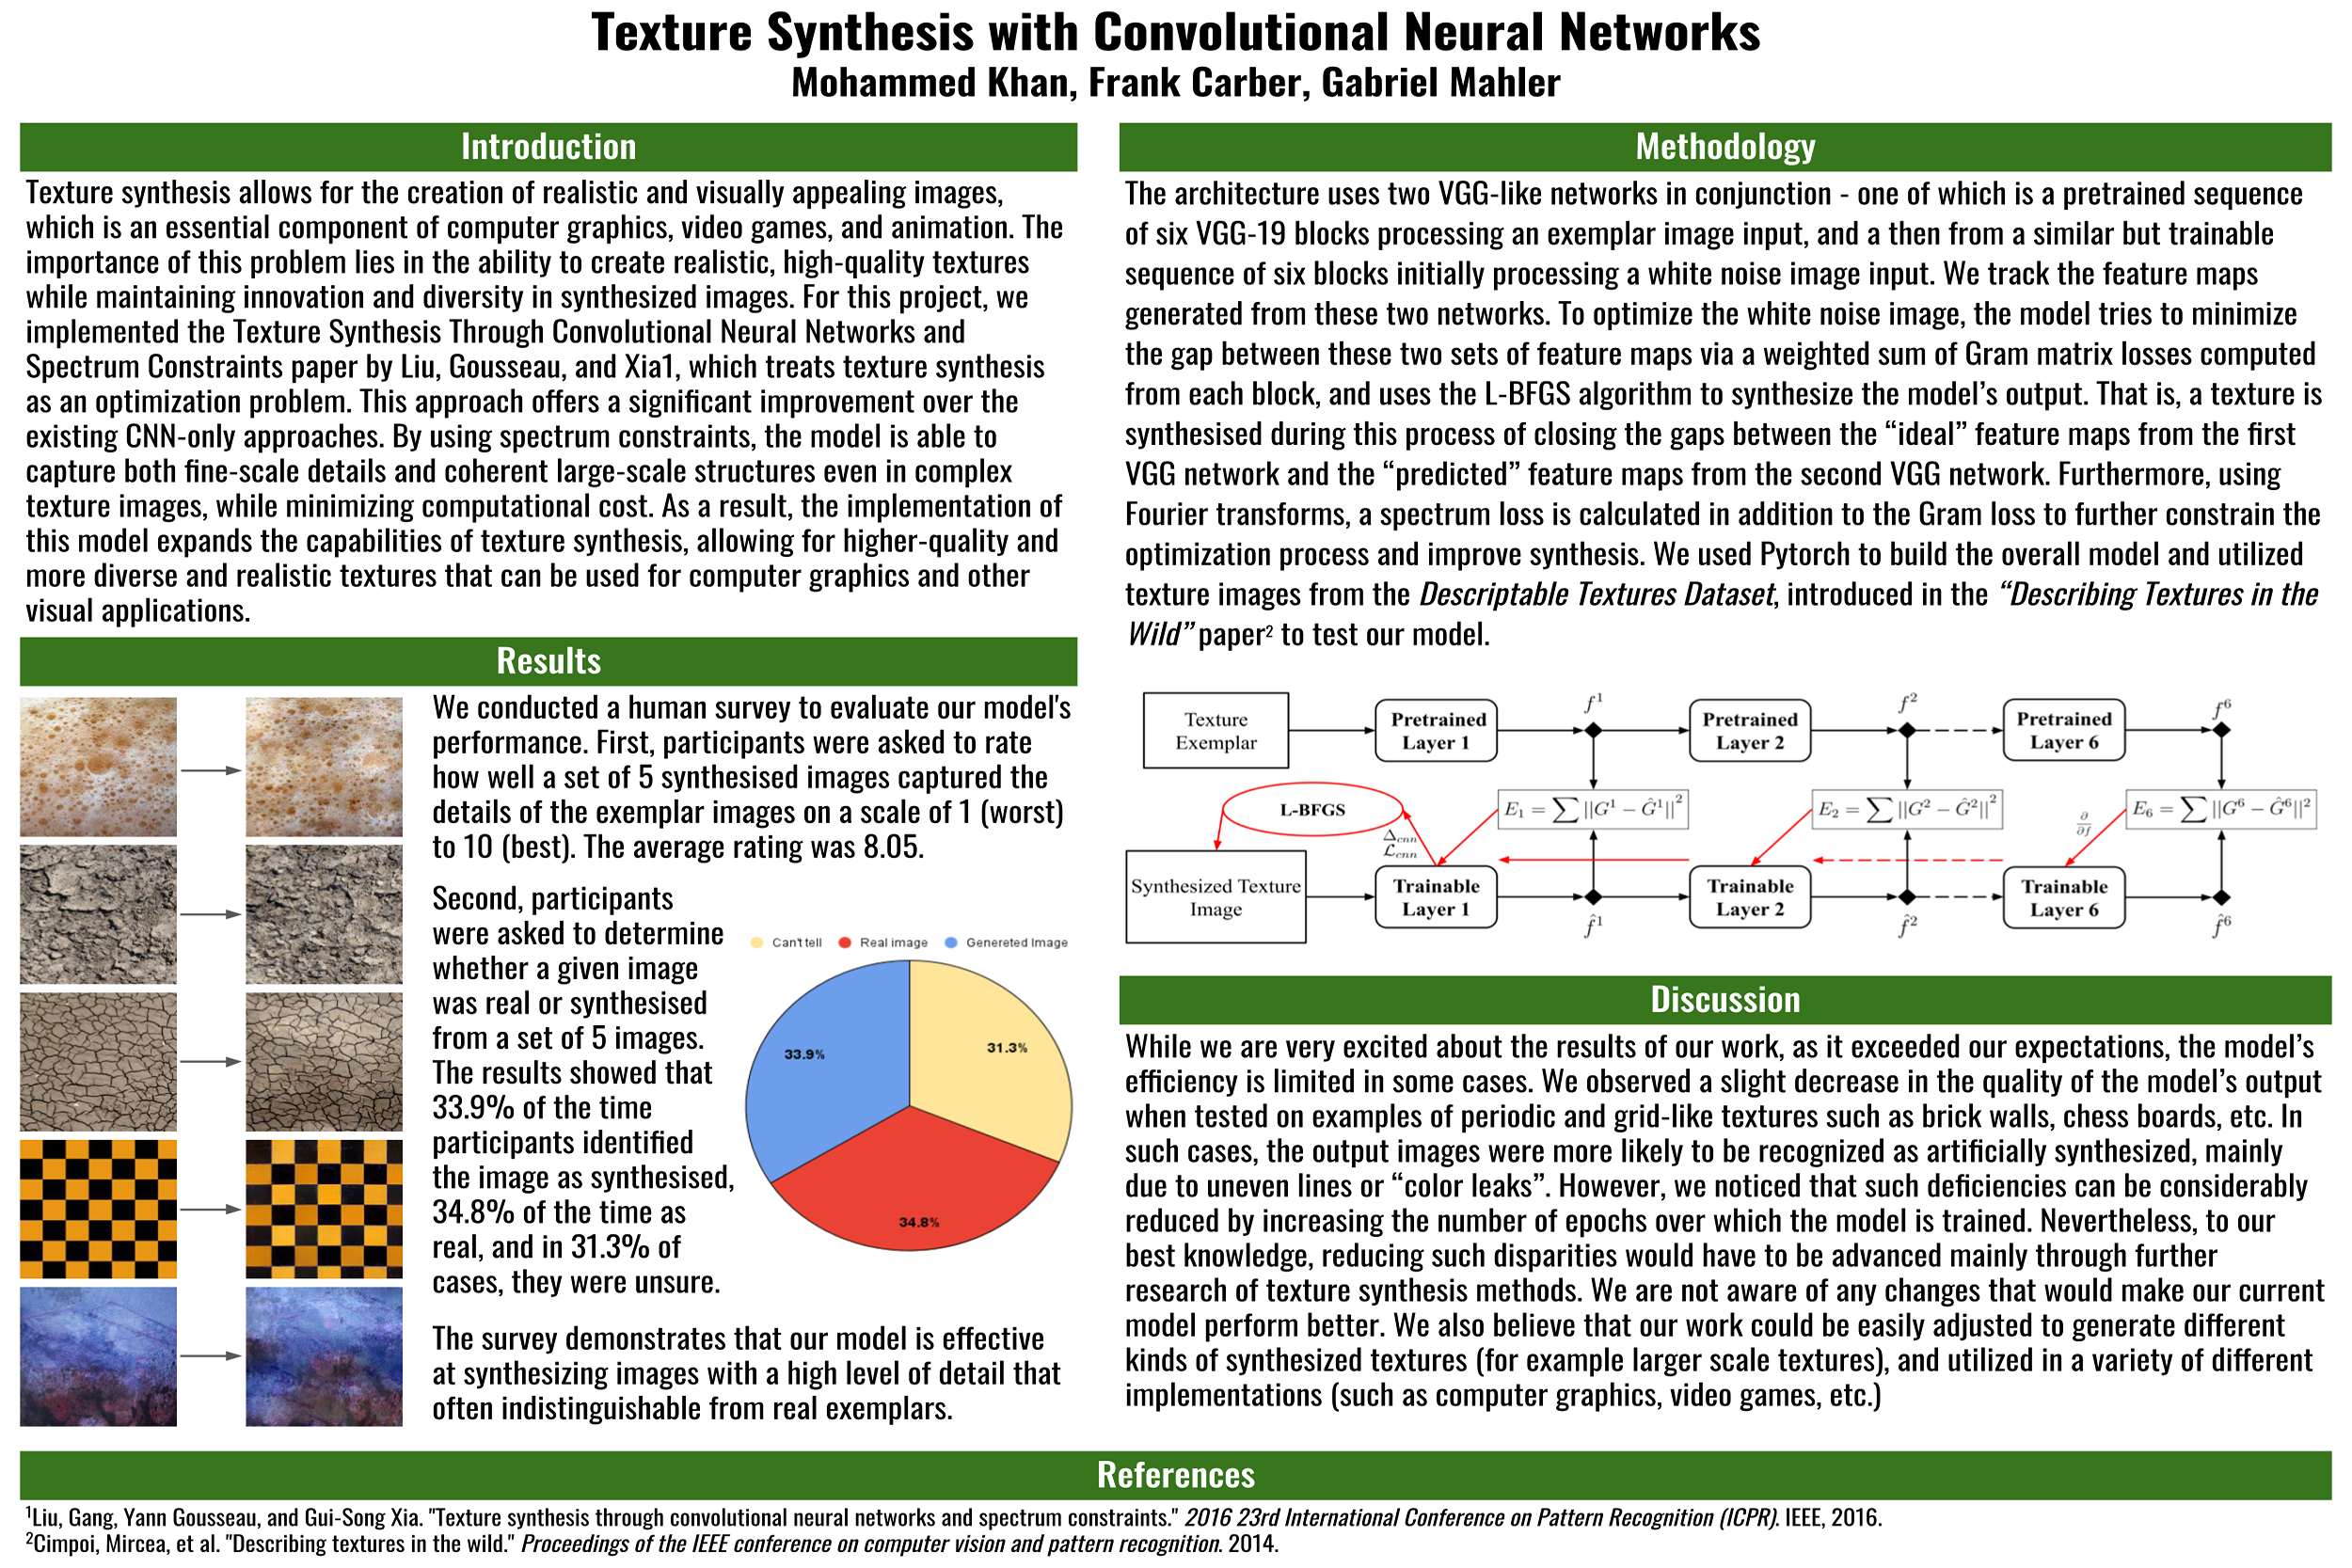 Texture Synthesis with Convolutional Neural Networks
Mohammed Khan, Frank Carber, Gabriel Mahler
Introduction
Texture synthesis allows for the creation of realistic and visually appealing images,
which is an essential component of computer graphics, video games, and animation. The
importance of this problem lies in the ability to create realistic, high-quality textures
while maintaining innovation and diversity in synthesized images. For this project, we
implemented the Texture Synthesis Through Convolutional Neural Networks and
Spectrum Constraints paper by Liu, Gousseau, and Xia1, which treats texture synthesis
as an optimization problem. This approach offers a significant improvement over the
existing CNN-only approaches. By using spectrum constraints, the model is able to
capture both fine-scale details and coherent large-scale structures even in complex
texture images, while minimizing computational cost. As a result, the implementation of
this model expands the capabilities of texture synthesis, allowing for higher-quality and
more diverse and realistic textures that can be used for computer graphics and other
visual applications.
Results
We conducted a human survey to evaluate our model's
performance. First, participants were asked to rate
how well a set of 5 synthesised images captured the
details of the exemplar images on a scale of 1 (worst)
to 10 (best). The average rating was 8.05.
Second, participants
were asked to determine
whether a given image
was real or synthesised
from a set of 5 images.
The results showed that
33.9% of the time
participants identified
the image as synthesised,
34.8% of the time as
real, and in 31.3% of
cases, they were unsure.
Can't tell Real image Genereted Image
33.9%
31.3%
34.8%
The survey demonstrates that our model is effective
at synthesizing images with a high level of detail that
often indistinguishable from real exemplars.
Methodology
The architecture uses two VGG-like networks in conjunction - one of which is a pretrained sequence
of six VGG-19 blocks processing an exemplar image input, and a then from a similar but trainable
sequence of six blocks initially processing a white noise image input. We track the feature maps
generated from these two networks. To optimize the white noise image, the model tries to minimize
the gap between these two sets of feature maps via a weighted sum of Gram matrix losses computed
from each block, and uses the L-BFGS algorithm to synthesize the model’s output. That is, a texture is
synthesised during this process of closing the gaps between the “ideal” feature maps from the first
VGG network and the “predicted” feature maps from the second VGG network. Furthermore, using
Fourier transforms, a spectrum loss is calculated in addition to the Gram loss to further constrain the
optimization process and improve synthesis. We used Pytorch to build the overall model and utilized
texture images from the Descriptable Textures Dataset, introduced in the “Describing Textures in the
Wild” paper² to test our model.
Texture
Exemplar
Pretrained
Layer 1
f¹
Pretrained
Layer 2
f²
Pretrained
Layer 6
f⁶
L-BFGS
Δcnn
𝓛cnn
E₁ = ∑ ||G¹ − Ĝ¹||²
E₂ = ∑ ||G² − Ĝ²||²
∂/∂f
E₆ = ∑ ||G⁶ − Ĝ⁶||²
Synthesized Texture
Image
Trainable
Layer 1
f̂¹
Trainable
Layer 2
f̂²
Trainable
Layer 6
f̂⁶
Discussion
While we are very excited about the results of our work, as it exceeded our expectations, the model’s
efficiency is limited in some cases. We observed a slight decrease in the quality of the model’s output
when tested on examples of periodic and grid-like textures such as brick walls, chess boards, etc. In
such cases, the output images were more likely to be recognized as artificially synthesized, mainly
due to uneven lines or “color leaks”. However, we noticed that such deficiencies can be considerably
reduced by increasing the number of epochs over which the model is trained. Nevertheless, to our
best knowledge, reducing such disparities would have to be advanced mainly through further
research of texture synthesis methods. We are not aware of any changes that would make our current
model perform better. We also believe that our work could be easily adjusted to generate different
kinds of synthesized textures (for example larger scale textures), and utilized in a variety of different
implementations (such as computer graphics, video games, etc.)
References
¹Liu, Gang, Yann Gousseau, and Gui-Song Xia. "Texture synthesis through convolutional neural networks and spectrum constraints." 2016 23rd International Conference on Pattern Recognition (ICPR). IEEE, 2016.
²Cimpoi, Mircea, et al. "Describing textures in the wild." Proceedings of the IEEE conference on computer vision and pattern recognition. 2014.